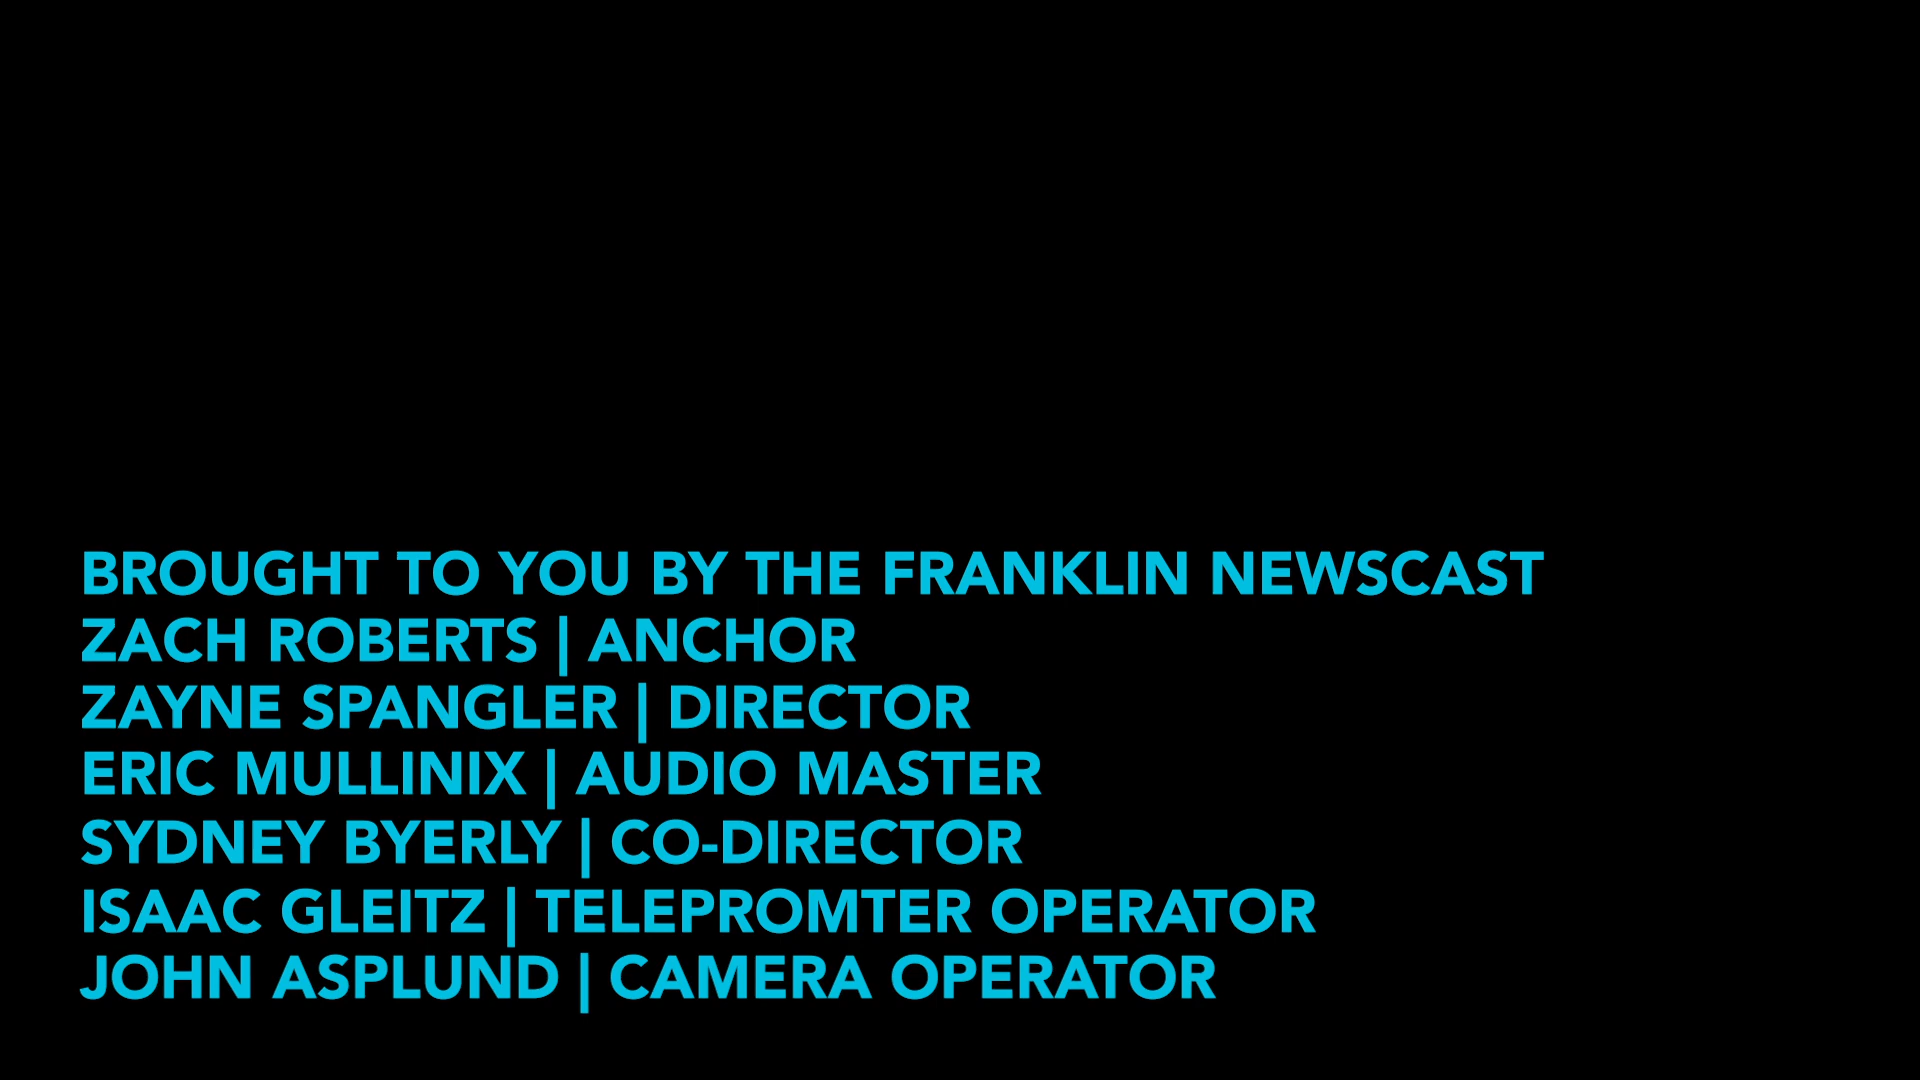 BROUGHT TO YOU BY THE FRANKLIN NEWSCAST
ZACH ROBERTS | ANCHOR
ZAYNE SPANGLER | DIRECTOR
ERIC MULLINIX | AUDIO MASTER
SYDNEY BYERLY | CO-DIRECTOR
ISAAC GLEITZ | TELEPROMTER OPERATOR
JOHN ASPLUND | CAMERA OPERATOR